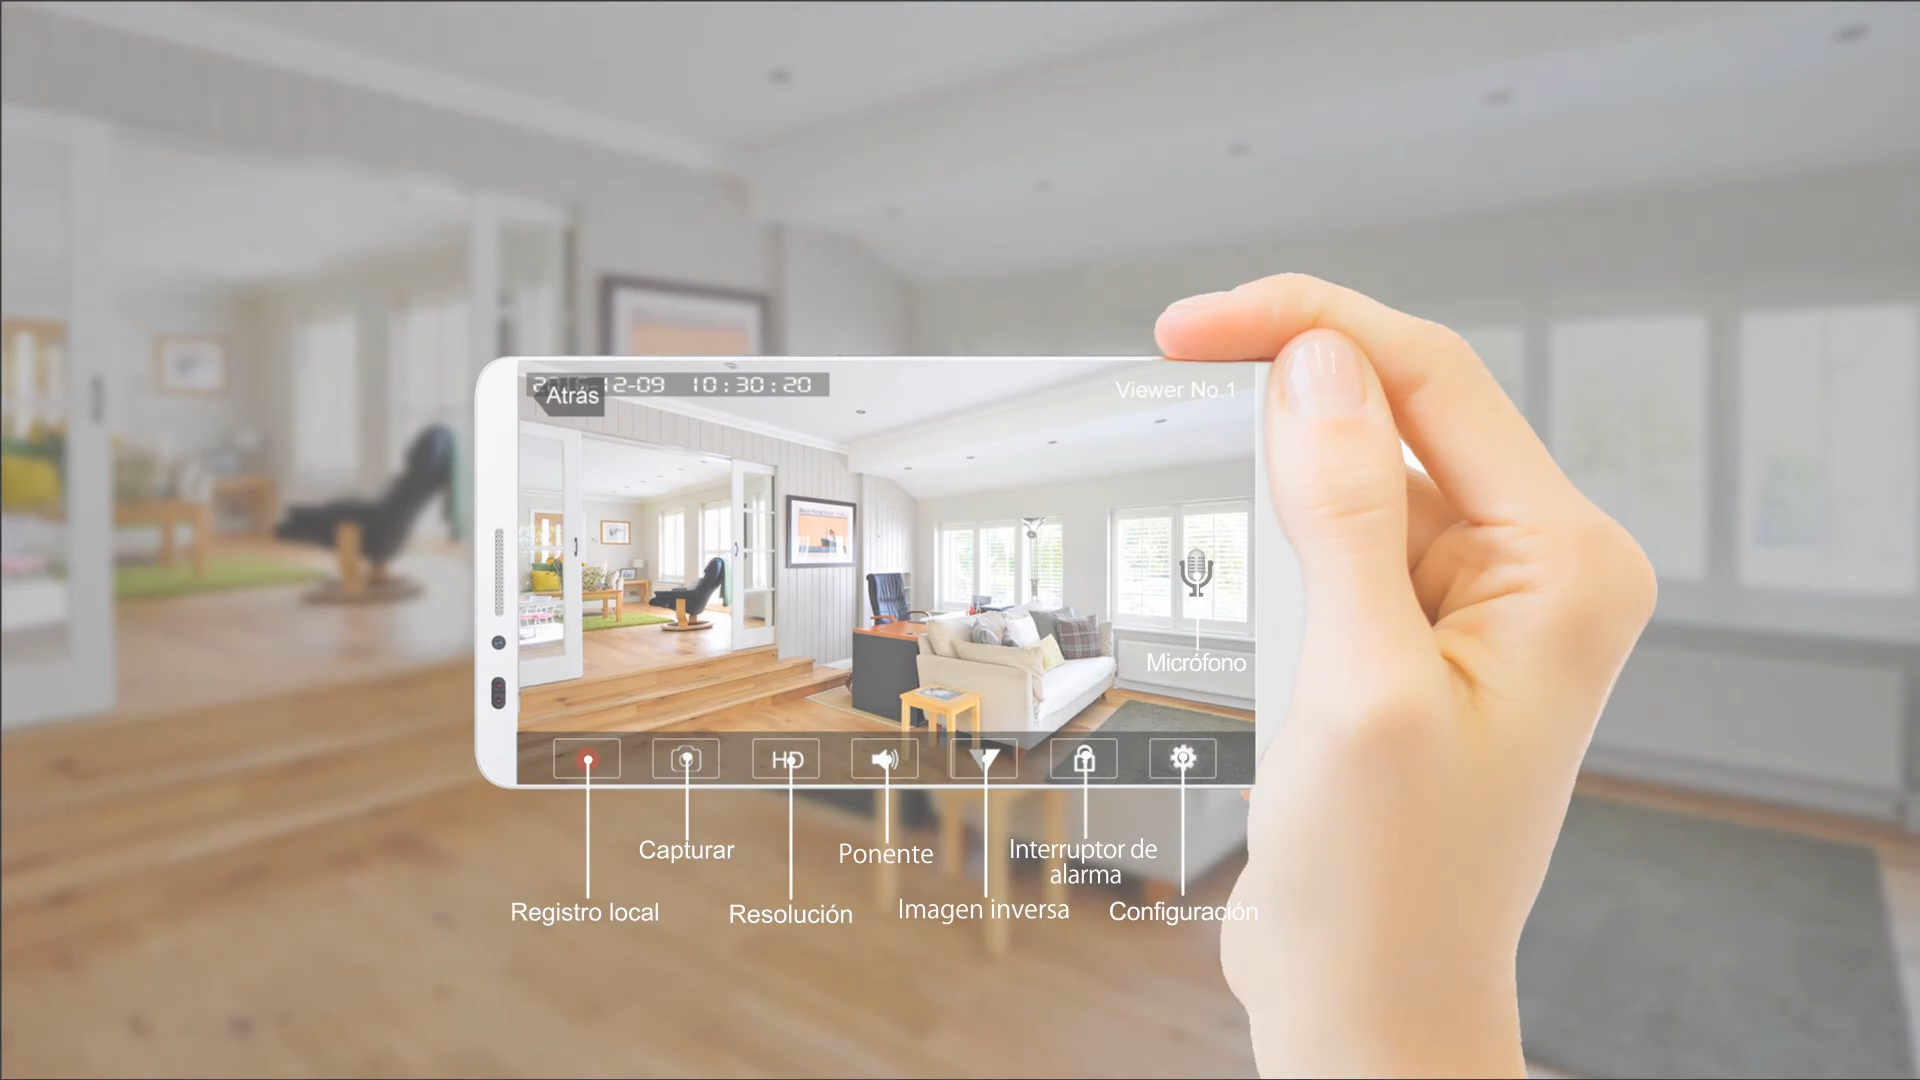 12-09 10:30:20
Atrás
Viewer No.1
Micrófono
HD
Capturar
Ponente
Interruptor de
alarma
Registro local
Resolución
Imagen inversa
Configuración